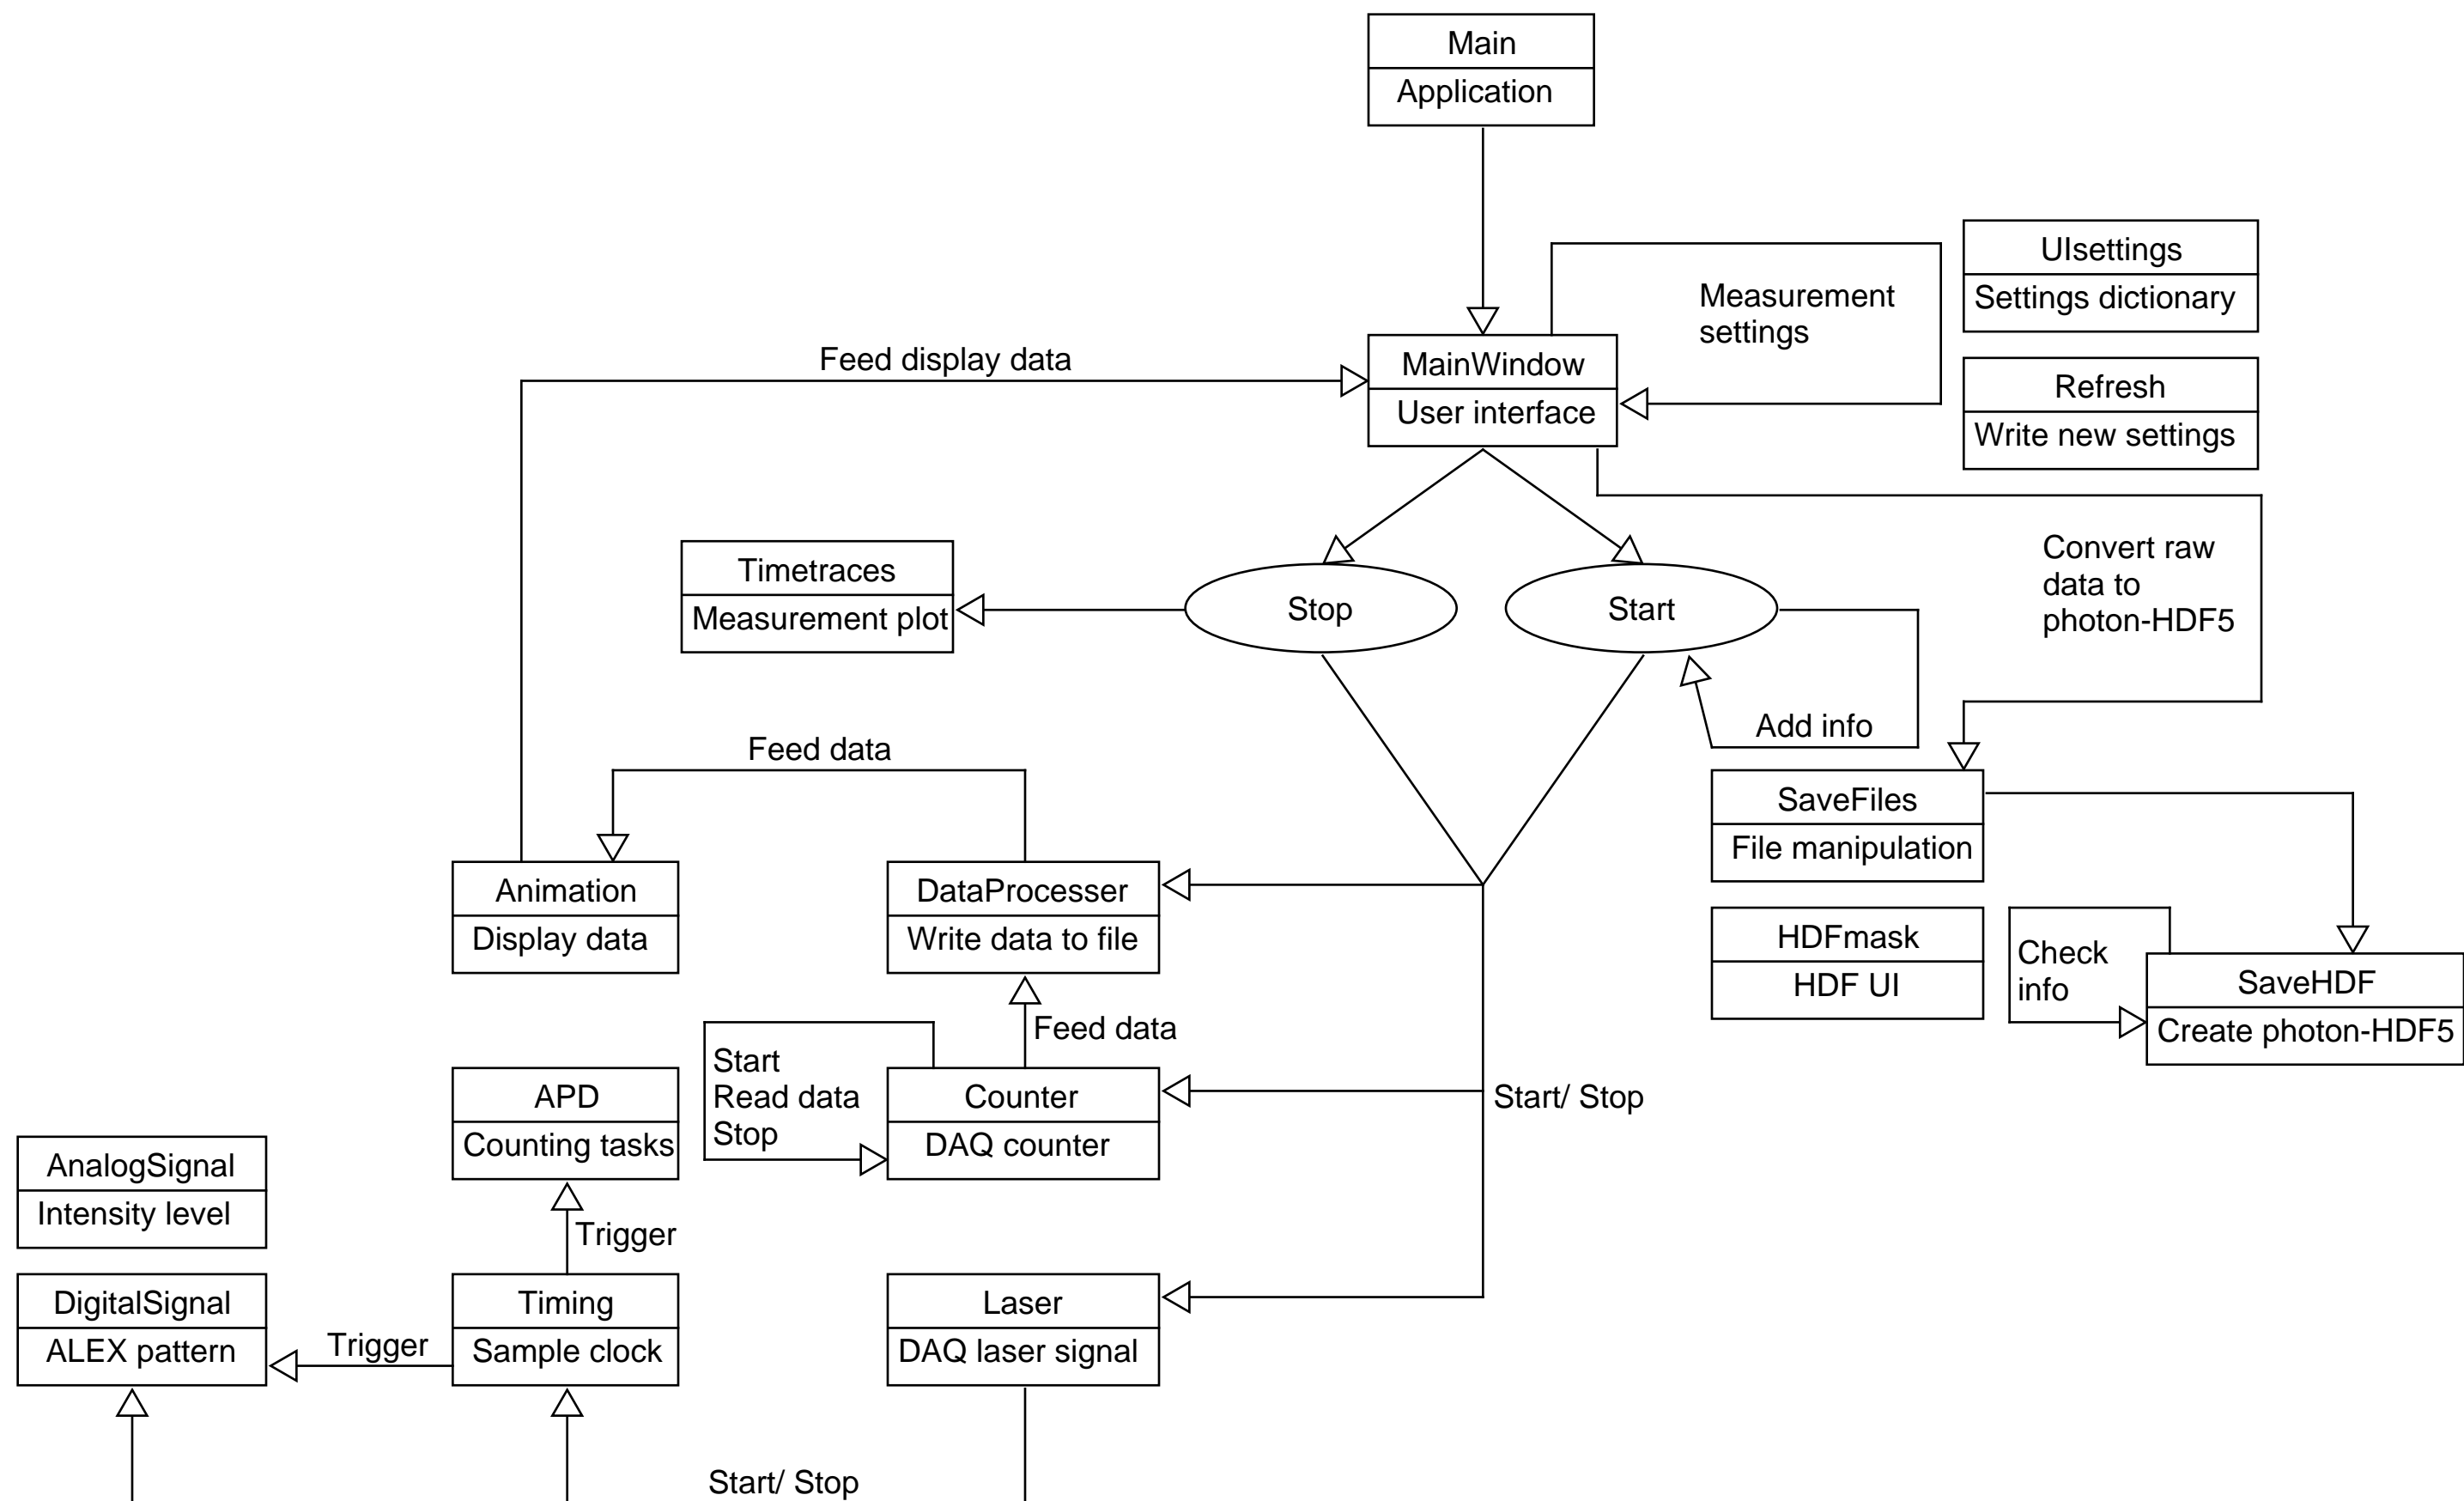 Main
Application
UIsettings
Settings dictionary
Measurement
settings
Feed display data
MainWindow
User interface
Refresh
Write new settings
Convert raw
data to
photon-HDF5
Timetraces
Measurement plot
Stop
Start
Add info
Feed data
SaveFiles
File manipulation
Animation
Display data
DataProcesser
Write data to file
HDFmask
HDF UI
Check
info
SaveHDF
Create photon-HDF5
Feed data
Start
Read data
Stop
APD
Counting tasks
Counter
DAQ counter
Start/ Stop
AnalogSignal
Intensity level
Trigger
DigitalSignal
ALEX pattern
Trigger
Timing
Sample clock
Laser
DAQ laser signal
Start/ Stop